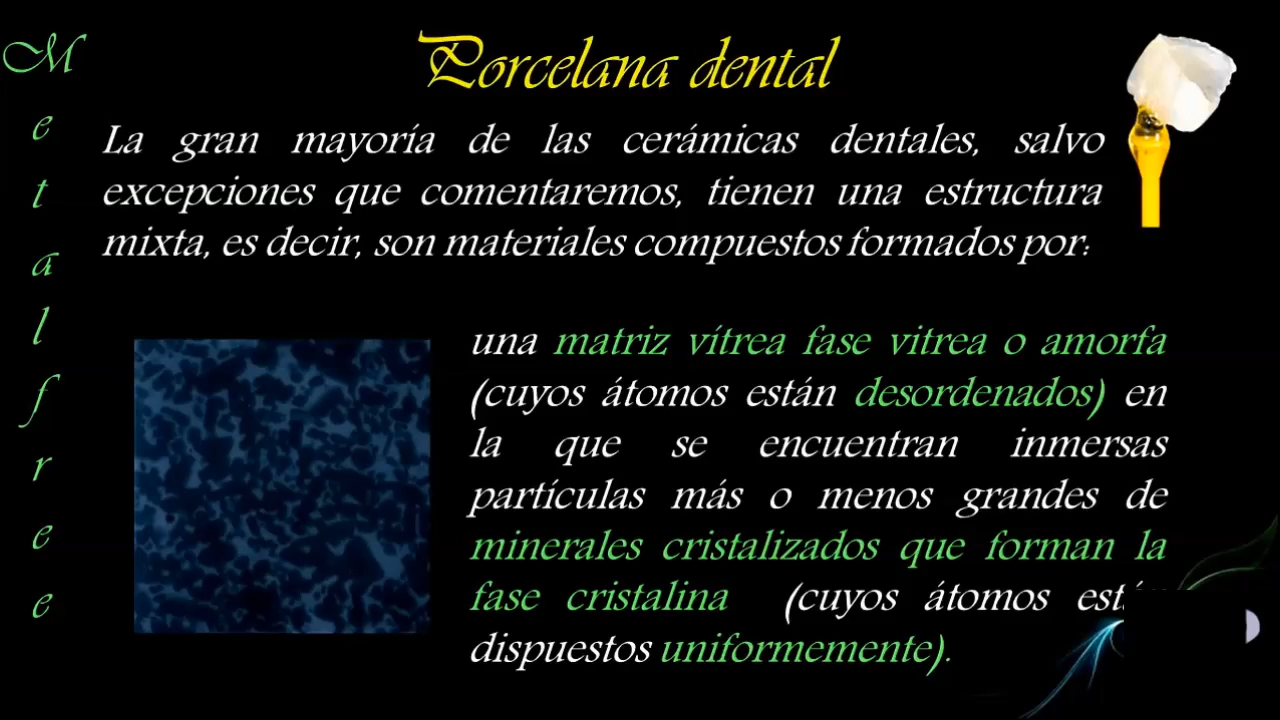 Metalfree
Porcelana dental
La gran mayoría de las cerámicas dentales, salvo
excepciones que comentaremos, tienen una estructura
mixta, es decir, son materiales compuestos formados por:
una matriz vítrea fase vitrea o amorfa
(cuyos átomos están desordenados) en
la que se encuentran inmersas
partículas más o menos grandes de
minerales cristalizados que forman la
fase cristalina (cuyos átomos están
dispuestos uniformemente).